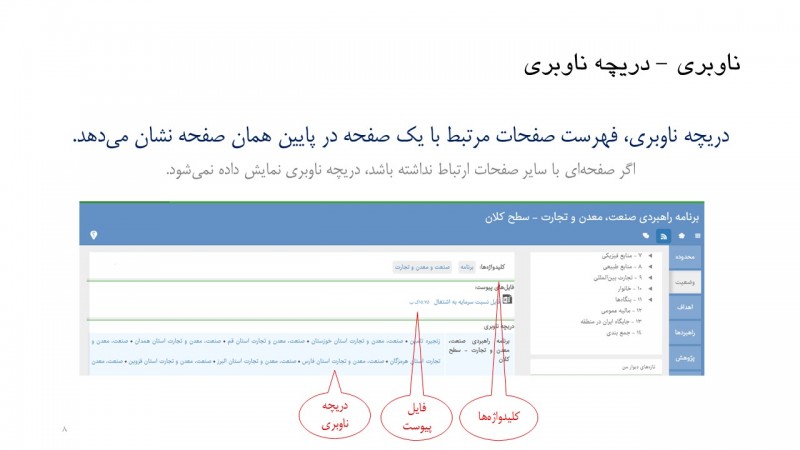 ناوبری – دریچه ناوبری
دریچه ناوبری، فهرست صفحات مرتبط با یک صفحه در پایین همان صفحه نشان می‌دهد.
اگر صفحه‌ای با سایر صفحات ارتباط نداشته باشد، دریچه ناوبری نمایش داده نمی‌شود.
برنامه راهبردی صنعت، معدن و تجارت - سطح کلان
محدوده
وضعیت
اهداف
راهبردها
پژوهش
۷ - منابع فیزیکی
۸ - منابع طبیعی
۹ - تجارت بین‌المللی
۱۰ - خانوار
۱۱ - بنگاه‌ها
۱۲ - مالیه عمومی
۱۳ - جایگاه ایران در منطقه
۱۴ - جمع بندی
تازه‌های دیوار من
کلیدواژه‌ها: برنامه صنعت و معدن و تجارت
فایل‌های پیوست:
فایل نسبت سرمایه به اشتغال
دریچه ناوبری
برنامه راهبردی صنعت، معدن و تجارت - سطح کلان
زنجیره تامین • صنعت، معدن و تجارت استان خوزستان • صنعت، معدن و تجارت استان قم • صنعت، معدن و تجارت استان همدان • صنعت، معدن
و تجارت استان هرمزگان • صنعت، معدن و تجارت استان فارس • صنعت، معدن و تجارت استان البرز • صنعت، معدن و تجارت استان قزوین • صنعت، معدن
کلیدواژه‌ها
فایل
پیوست
دریچه
ناوبری
۸